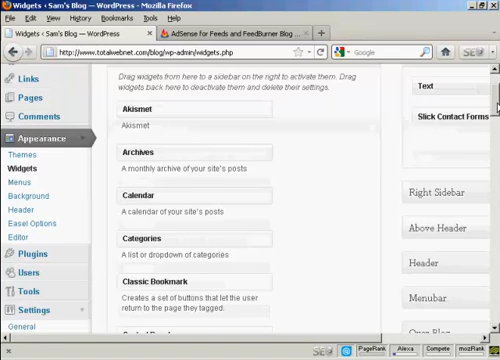 Widgets ‹ Sam's Blog — WordPress - Mozilla Firefox
File Edit View History Bookmarks Tools Help
Widgets ‹ Sam's Blog — WordPress
AdSense for Feeds and FeedBurner Blog ...
http://www.totalwebnet.com/blog/wp-admin/widgets.php
Google
Drag widgets from here to a sidebar on the right to activate them. Drag
widgets back here to deactivate them and delete their settings.
Links
Pages
Comments
Appearance
Themes
Widgets
Menus
Background
Header
Easel Options
Editor
Plugins
Users
Tools
Settings
General
Akismet
Akismet
Archives
A monthly archive of your site's posts
Calendar
A calendar of your site's posts
Categories
A list or dropdown of categories
Classic Bookmark
Creates a set of buttons that let the user
return to the page they tagged.
Text
Slick Contact Forms
Right Sidebar
Above Header
Header
Menubar
PageRank
Alexa
Compete
mozRank